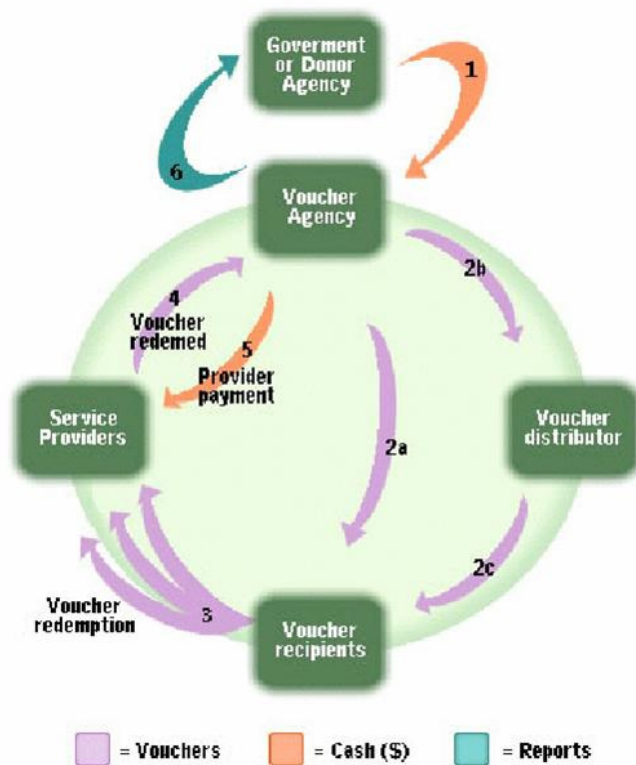 Goverment
or Donor
Agency
1
6
Voucher
Agency
2b
4
Voucher
redemed
5
Provider
payment
Service
Providers
Voucher
distributor
2a
2c
Voucher
redemption
3
Voucher
recipients
= Vouchers
= Cash ($)
= Reports